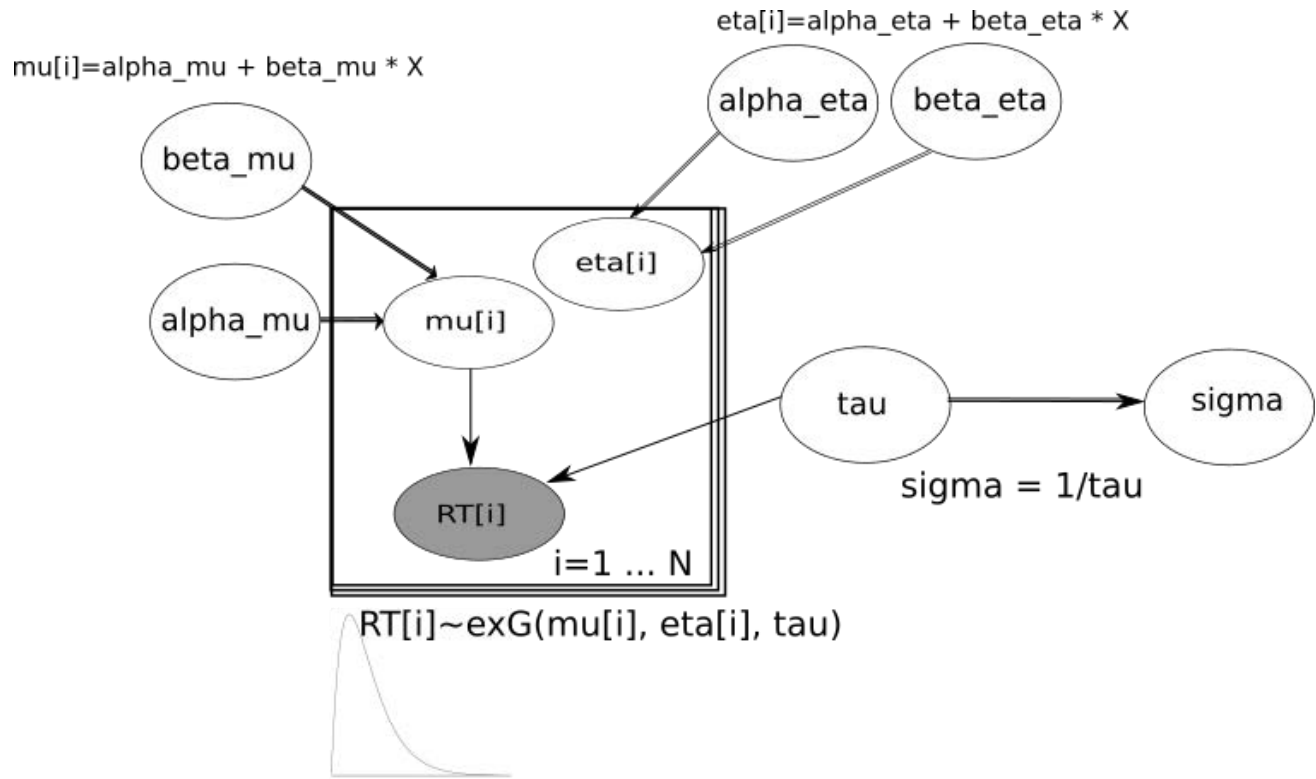 eta[i]=alpha_eta + beta_eta * X
mu[i]=alpha_mu + beta_mu * X
alpha_eta
beta_eta
beta_mu
eta[i]
alpha_mu
mu[i]
tau
sigma
sigma = 1/tau
RT[i]
i=1 ... N
RT[i]~exG(mu[i], eta[i], tau)